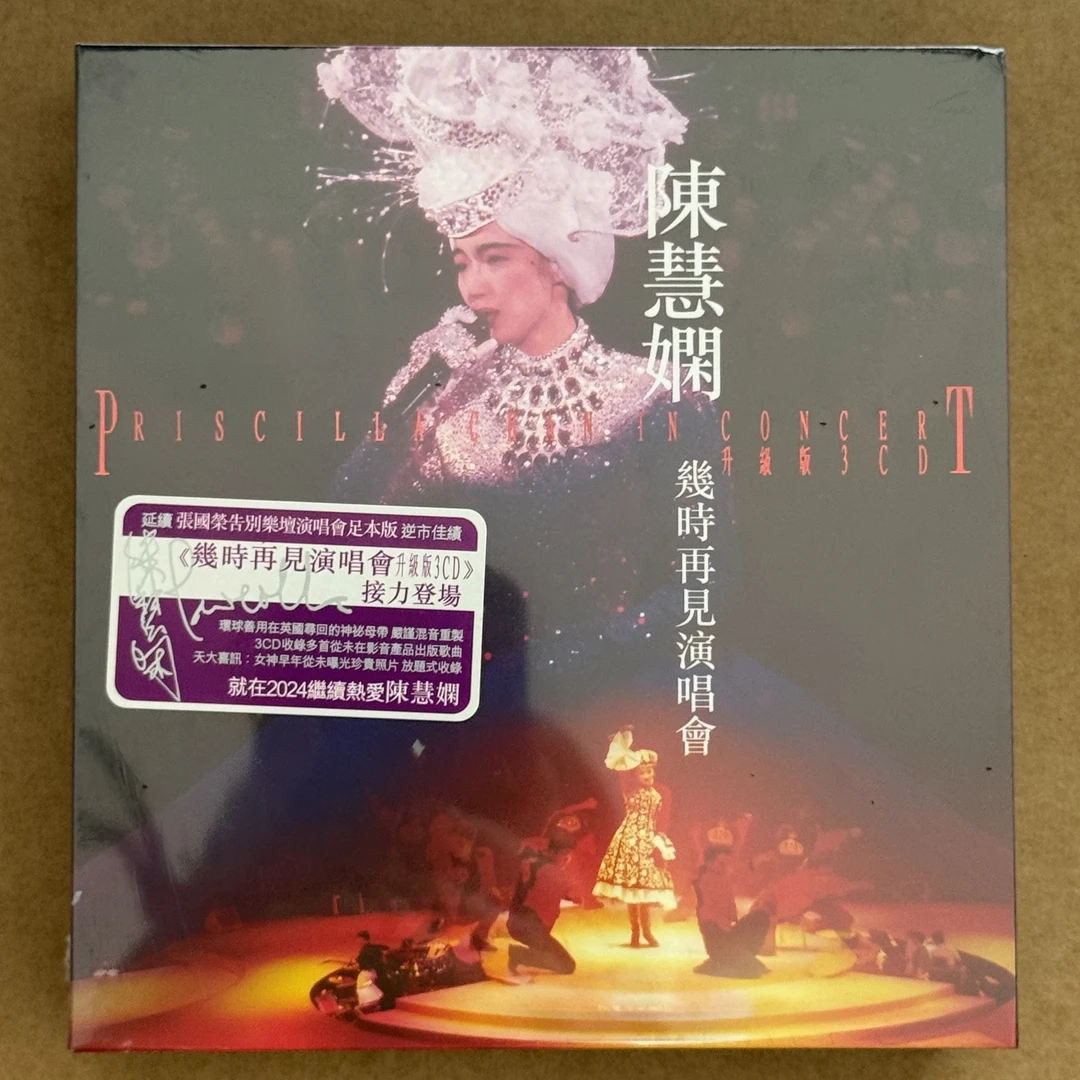 陳慧嫻
PRISCILLA CHAN IN CONCERT
升級版3CD
幾時再見演唱會
延續 張國榮告別樂壇演唱會足本版 逆市佳績
《幾時再見演唱會升級版3CD》
接力登場
環球善用在英國尋回的神祕母帶 嚴謹混音重製
3CD收錄多首從未在影音產品出版歌曲
天大喜訊：女神早年從未曝光珍貴照片 放題式收錄
就在2024繼續熱愛陳慧嫻
陳慧嫻
Priscilla